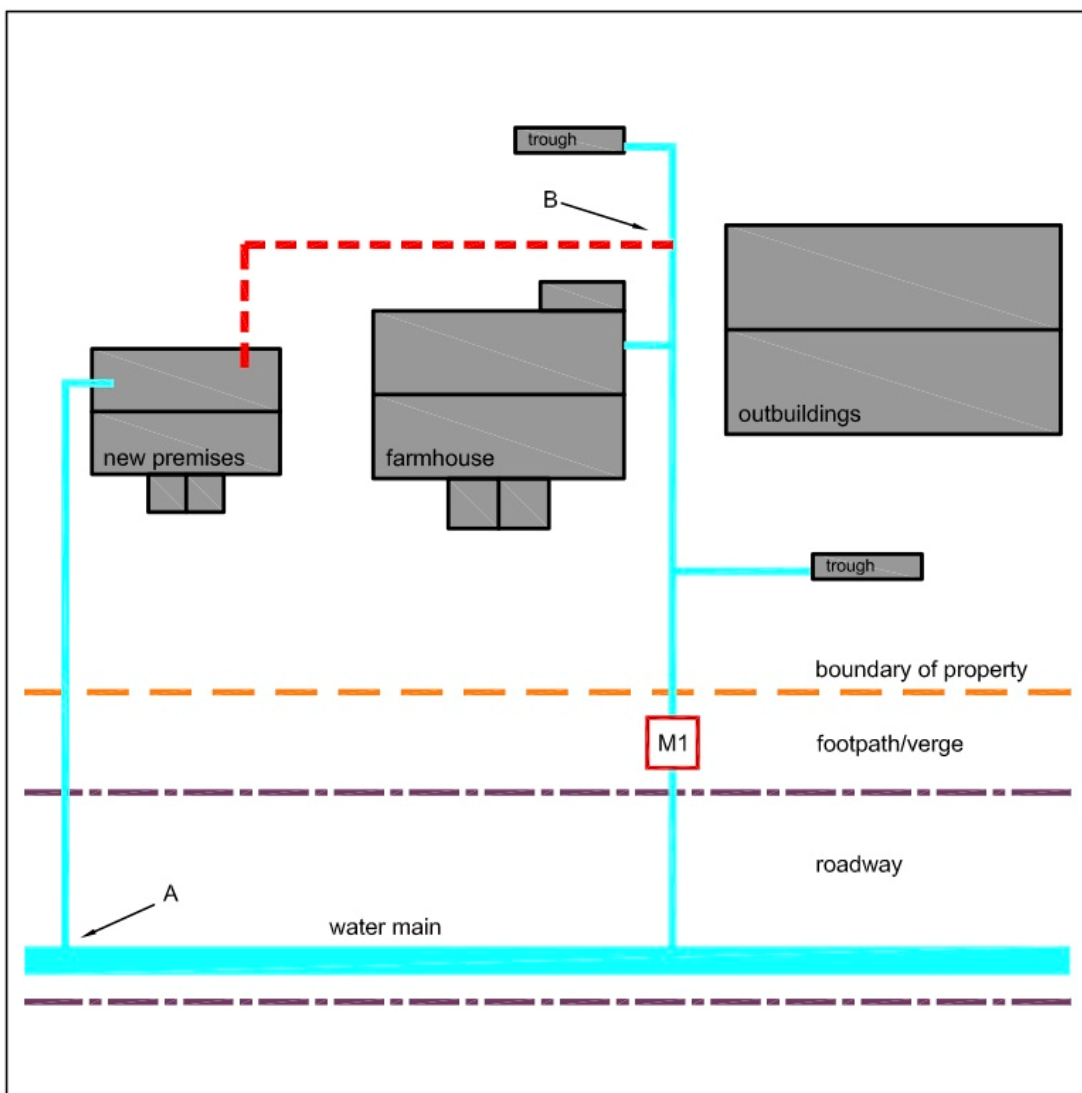 trough
B
outbuildings
new premises
farmhouse
trough
boundary of property
M1
footpath/verge
roadway
A
water main